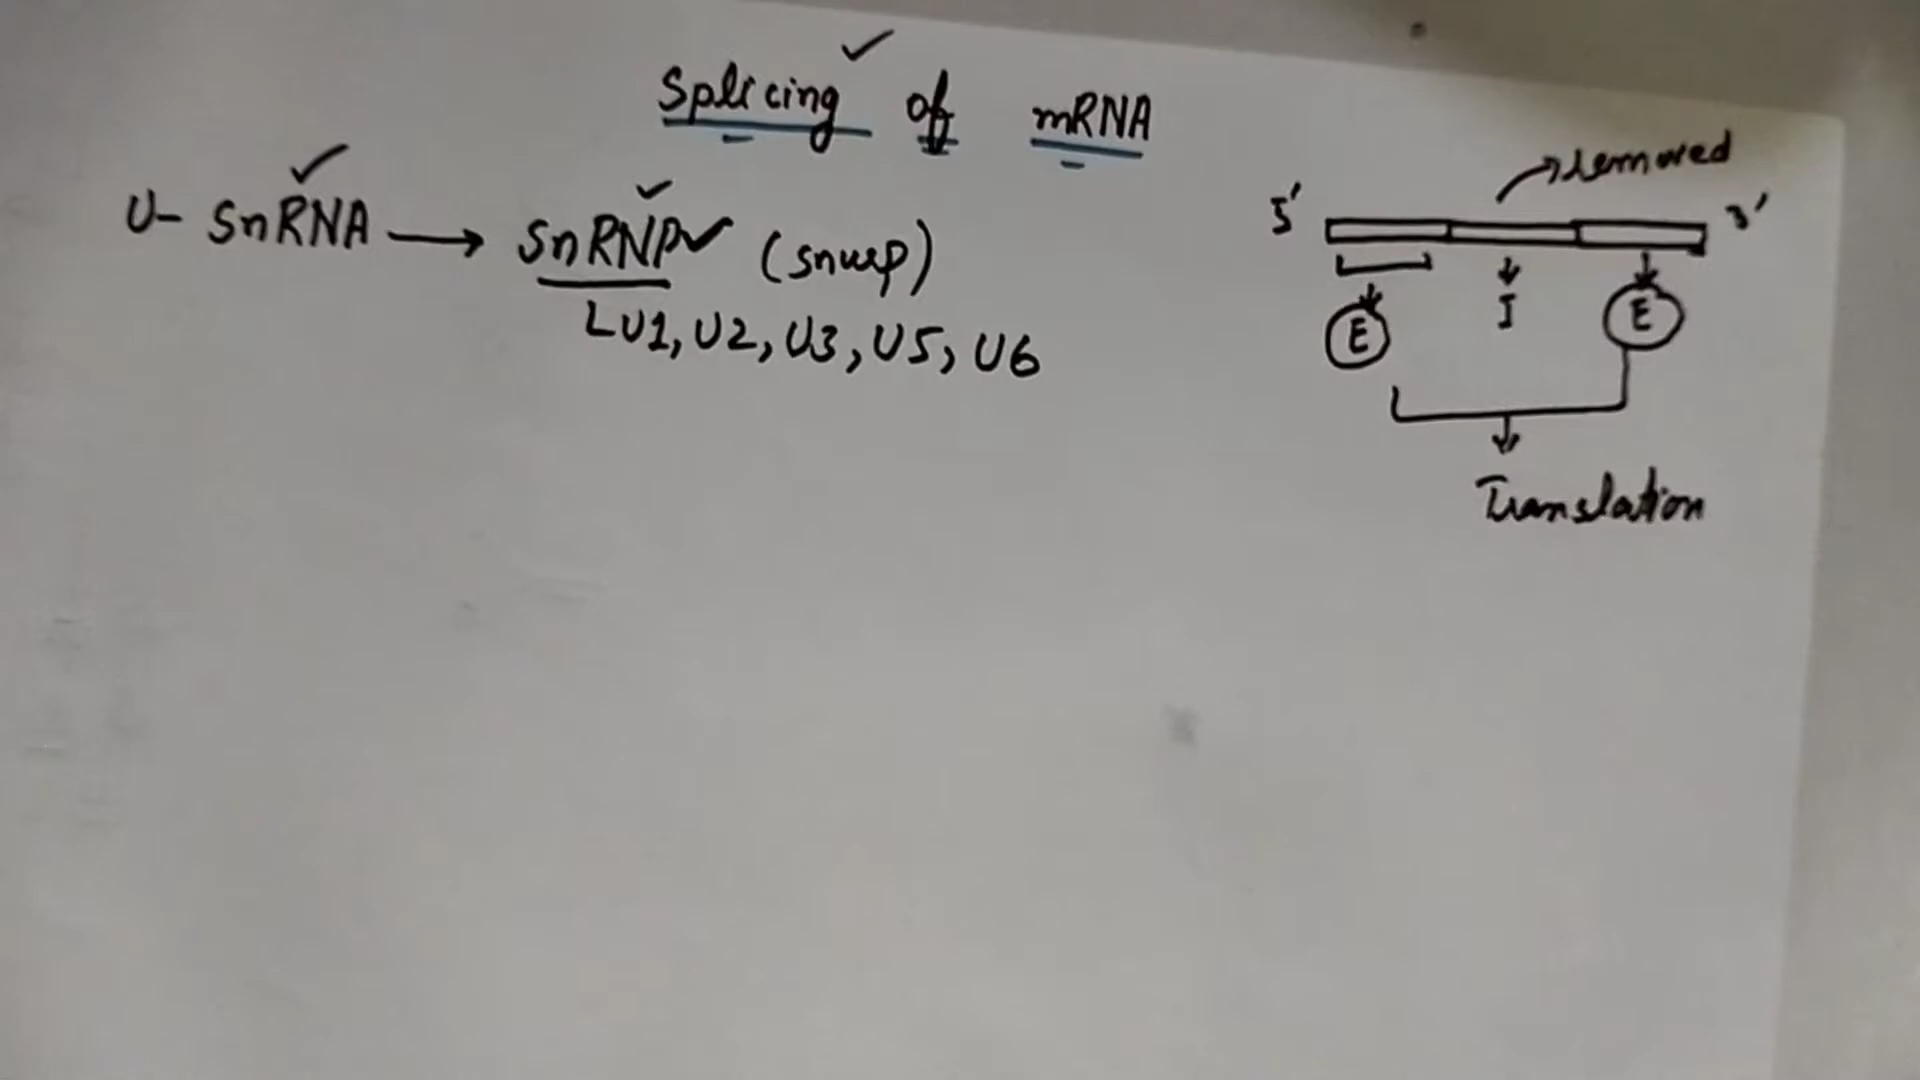 Splicing of mRNA
U- SnRNA → SnRNP (snurp)
U1, U2, U3, U5, U6
removed
5' 3'
E I E
Translation